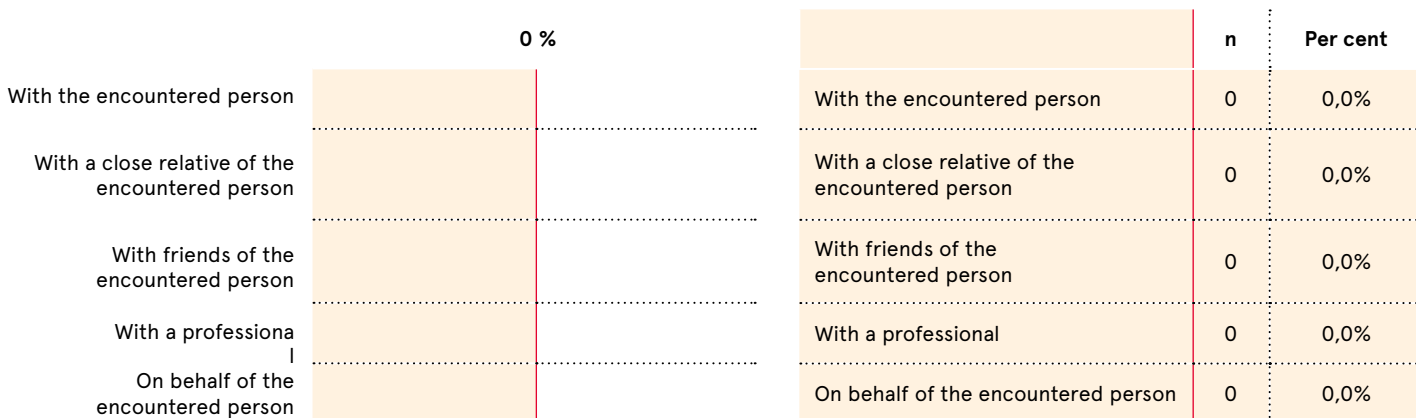 0 %
With the encountered person
With a close relative of the
encountered person
With friends of the
encountered person
With a professiona
l
On behalf of the
encountered person
n Per cent
With the encountered person 0 0,0%
With a close relative of the
encountered person 0 0,0%
With friends of the
encountered person 0 0,0%
With a professional 0 0,0%
On behalf of the encountered person 0 0,0%